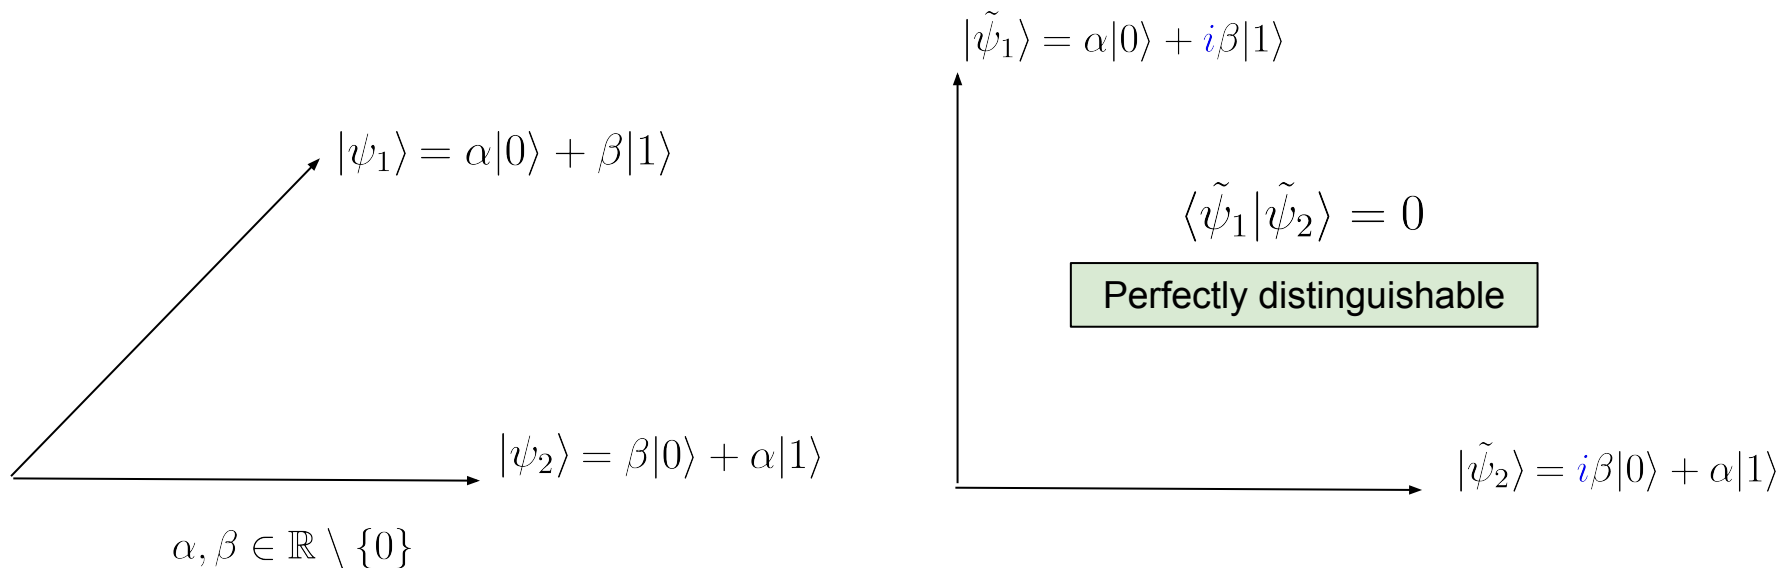 |ψ₁⟩ = α|0⟩ + β|1⟩
|ψ₂⟩ = β|0⟩ + α|1⟩
α, β ∈ ℝ \ {0}
|ψ̃₁⟩ = α|0⟩ + iβ|1⟩
⟨ψ̃₁|ψ̃₂⟩ = 0
Perfectly distinguishable
|ψ̃₂⟩ = iβ|0⟩ + α|1⟩